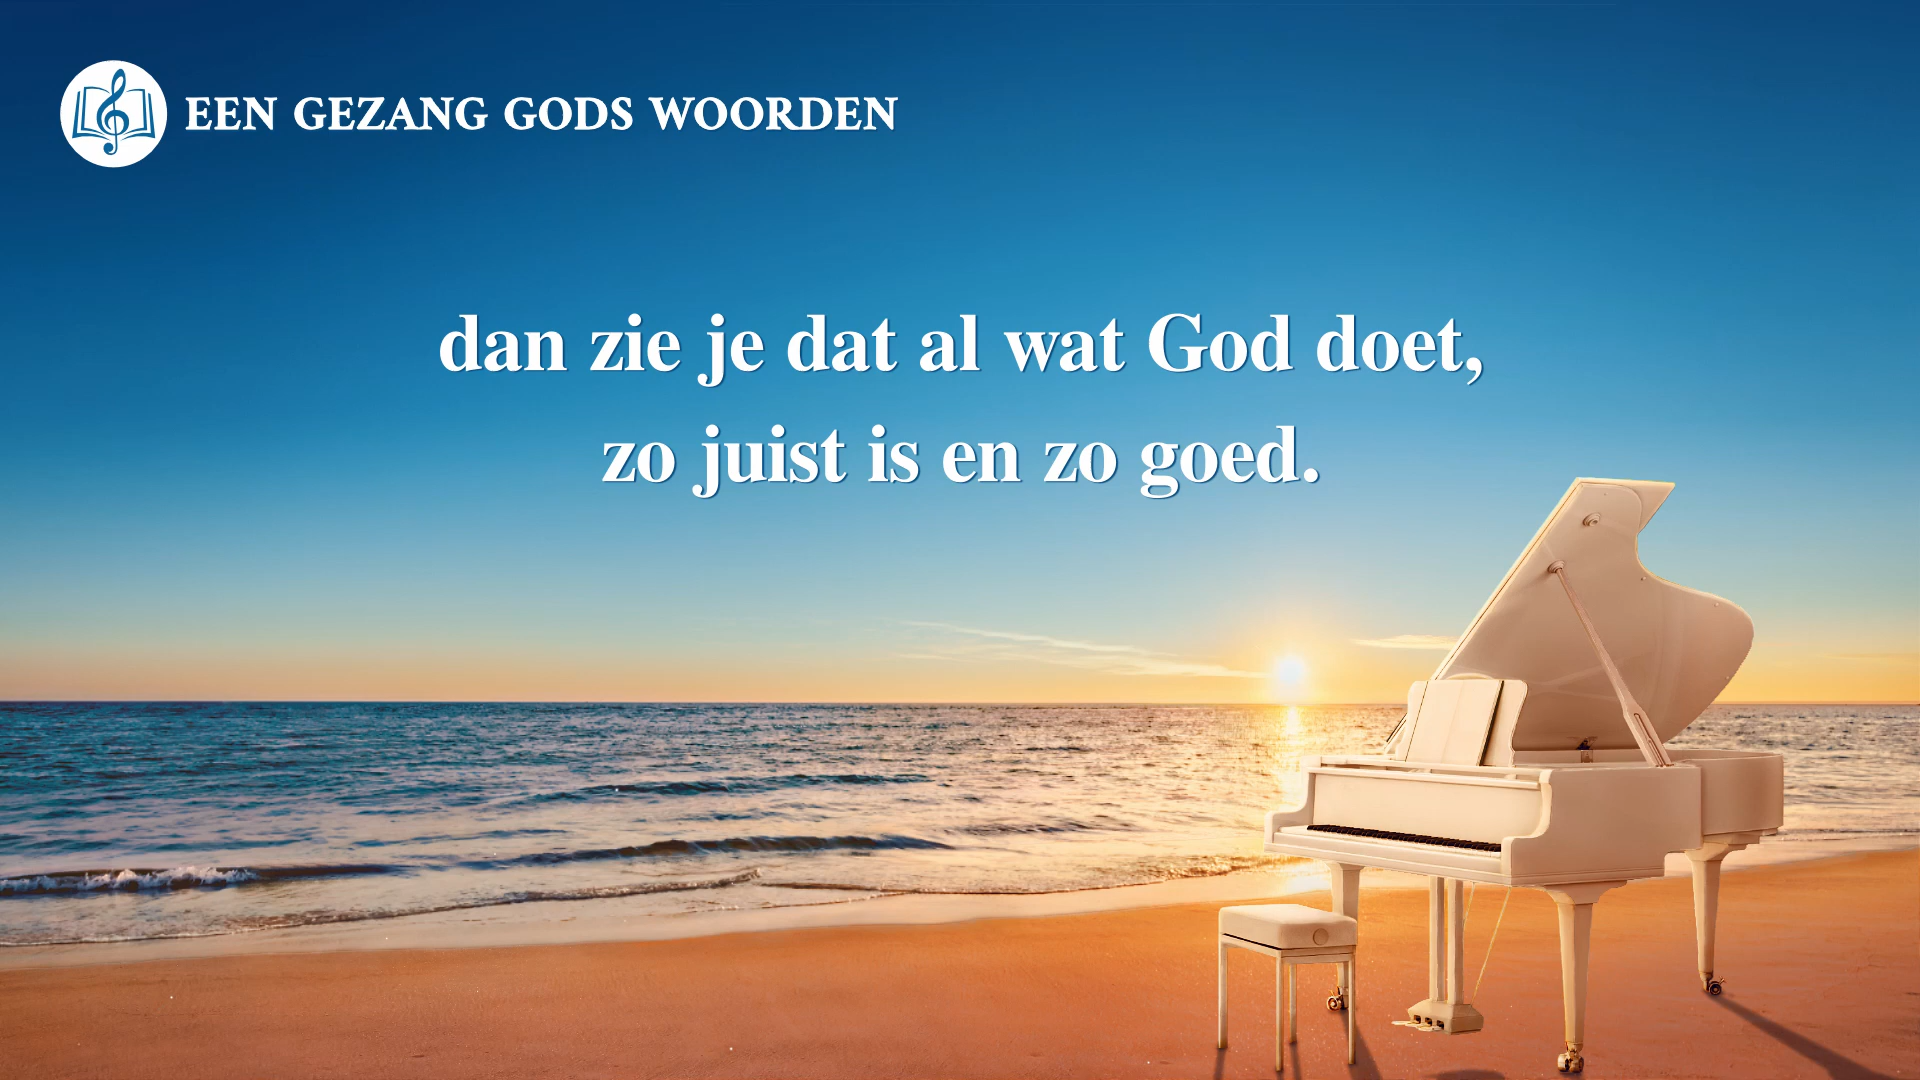 EEN GEZANG GODS WOORDEN
dan zie je dat al wat God doet,
zo juist is en zo goed.